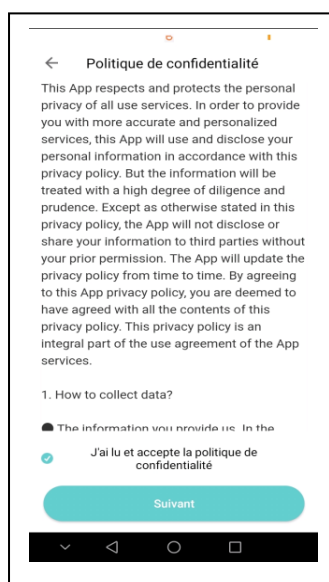 Politique de confidentialité
This App respects and protects the personal
privacy of all use services. In order to provide
you with more accurate and personalized
services, this App will use and disclose your
personal information in accordance with this
privacy policy. But the information will be
treated with a high degree of diligence and
prudence. Except as otherwise stated in this
privacy policy, the App will not disclose or
share your information to third parties without
your prior permission. The App will update the
privacy policy from time to time. By agreeing
to this App privacy policy, you are deemed to
have agreed with all the contents of this
privacy policy. This privacy policy is an
integral part of the use agreement of the App
services.
1. How to collect data?
● The information you provide us. In the
J'ai lu et accepte la politique de
confidentialité
Suivant